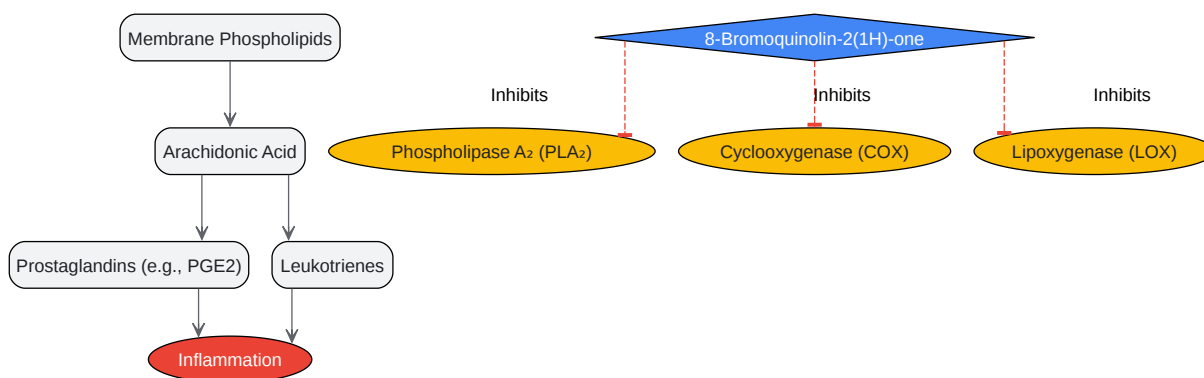 Membrane Phospholipids
8-Bromoquinolin-2(1H)-one
Inhibits
Inhibits
Inhibits
Arachidonic Acid
Phospholipase A₂ (PLA₂)
Cyclooxygenase (COX)
Lipoxygenase (LOX)
Prostaglandins (e.g., PGE2)
Leukotrienes
Inflammation